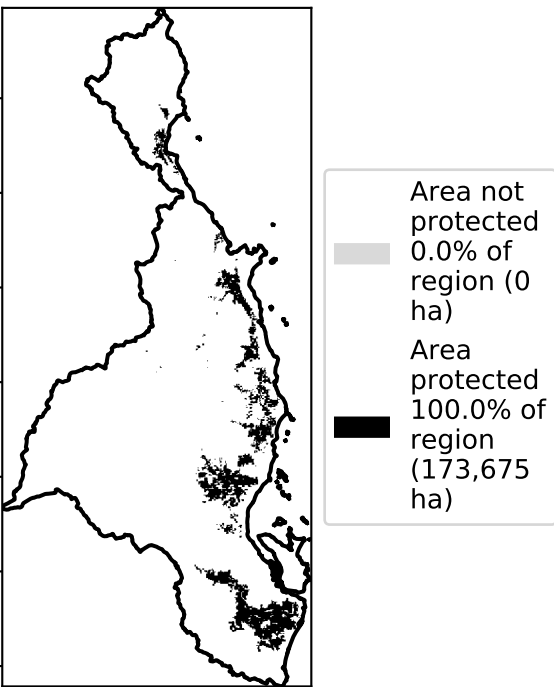 Area not
protected
0.0% of
region (0
ha)
Area
protected
100.0% of
region
(173,675
ha)